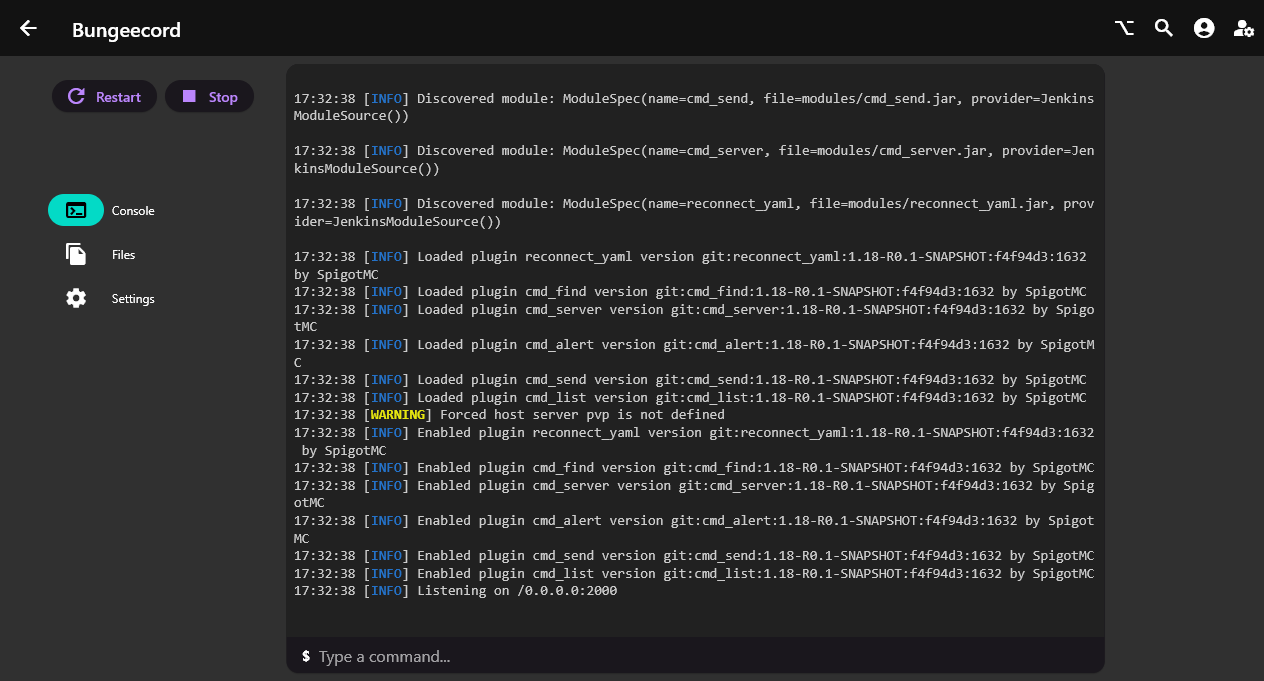 Bungeecord
Restart
Stop
Console
Files
Settings
17:32:38 [INFO] Discovered module: ModuleSpec(name=cmd_send, file=modules/cmd_send.jar, provider=Jenkins
ModuleSource())
17:32:38 [INFO] Discovered module: ModuleSpec(name=cmd_server, file=modules/cmd_server.jar, provider=Jen
kinsModuleSource())
17:32:38 [INFO] Discovered module: ModuleSpec(name=reconnect_yaml, file=modules/reconnect_yaml.jar, prov
ider=JenkinsModuleSource())
17:32:38 [INFO] Loaded plugin reconnect_yaml version git:reconnect_yaml:1.18-R0.1-SNAPSHOT:f4f94d3:1632
by SpigotMC
17:32:38 [INFO] Loaded plugin cmd_find version git:cmd_find:1.18-R0.1-SNAPSHOT:f4f94d3:1632 by SpigotMC
17:32:38 [INFO] Loaded plugin cmd_server version git:cmd_server:1.18-R0.1-SNAPSHOT:f4f94d3:1632 by Spigo
tMC
17:32:38 [INFO] Loaded plugin cmd_alert version git:cmd_alert:1.18-R0.1-SNAPSHOT:f4f94d3:1632 by SpigotM
C
17:32:38 [INFO] Loaded plugin cmd_send version git:cmd_send:1.18-R0.1-SNAPSHOT:f4f94d3:1632 by SpigotMC
17:32:38 [INFO] Loaded plugin cmd_list version git:cmd_list:1.18-R0.1-SNAPSHOT:f4f94d3:1632 by SpigotMC
17:32:38 [WARNING] Forced host server pvp is not defined
17:32:38 [INFO] Enabled plugin reconnect_yaml version git:reconnect_yaml:1.18-R0.1-SNAPSHOT:f4f94d3:1632
by SpigotMC
17:32:38 [INFO] Enabled plugin cmd_find version git:cmd_find:1.18-R0.1-SNAPSHOT:f4f94d3:1632 by SpigotMC
17:32:38 [INFO] Enabled plugin cmd_server version git:cmd_server:1.18-R0.1-SNAPSHOT:f4f94d3:1632 by Spig
otMC
17:32:38 [INFO] Enabled plugin cmd_alert version git:cmd_alert:1.18-R0.1-SNAPSHOT:f4f94d3:1632 by Spigot
MC
17:32:38 [INFO] Enabled plugin cmd_send version git:cmd_send:1.18-R0.1-SNAPSHOT:f4f94d3:1632 by SpigotMC
17:32:38 [INFO] Enabled plugin cmd_list version git:cmd_list:1.18-R0.1-SNAPSHOT:f4f94d3:1632 by SpigotMC
17:32:38 [INFO] Listening on /0.0.0.0:2000
$ Type a command...